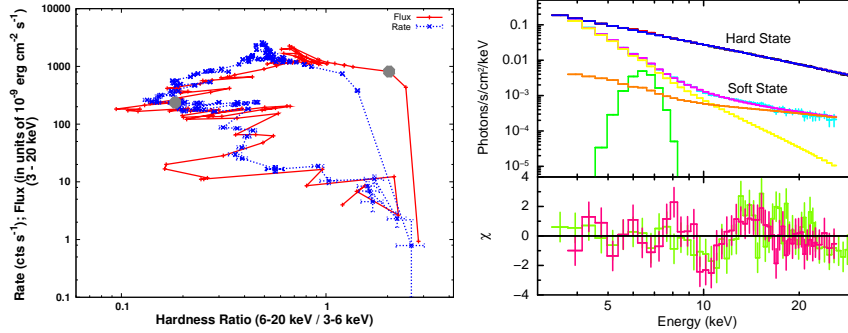 Rate (cts s⁻¹); Flux (in units of 10⁻⁹ erg cm⁻² s⁻¹)
(3 - 20 keV)
10000
1000
100
10
1
0.1
Flux
Rate
0.1
1
Hardness Ratio (6-20 keV / 3-6 keV)
Photons/s/cm²/keV
0.1
0.01
10⁻³
10⁻⁴
10⁻⁵
Hard State
Soft State
χ
4
2
0
−2
−4
5
10
20
Energy (keV)